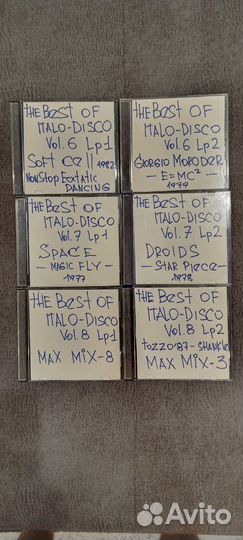 the Best of
ITALO-DISCO
Vol.6 Lp1
Soft Cell 1982
NonStop Ecxtatic
DANCING
the Best of
ITALO-DISCO
Vol.6 Lp2
GIORGIO MORODER
— E=MC² —
1979
the Best of
ITALO-DISCO
Vol.7 Lp1
SPACE
— MAGIC FLY —
1977
the Best of
ITALO-DISCO
Vol.7 Lp2
DROIDS
— STAR Piece —
1978
the Best of
ITALO-DISCO
Vol.8 Lp1
MAX MIX-8
the Best of
ITALO-DISCO
Vol.8 Lp2
tozzo'87 -
MAX MIX-3
Avito